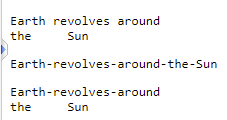 Earth revolves around
the     Sun
Earth-revolves-around-the-Sun
Earth-revolves-around
the     Sun